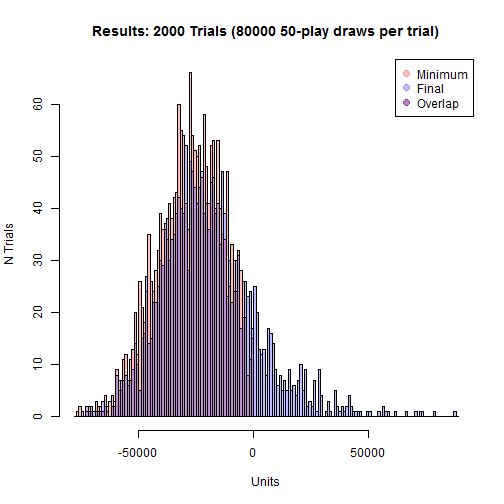 Results: 2000 Trials (80000 50-play draws per trial)
Minimum
Final
Overlap
60
50
40
30
20
10
0
N Trials
-50000
0
50000
Units